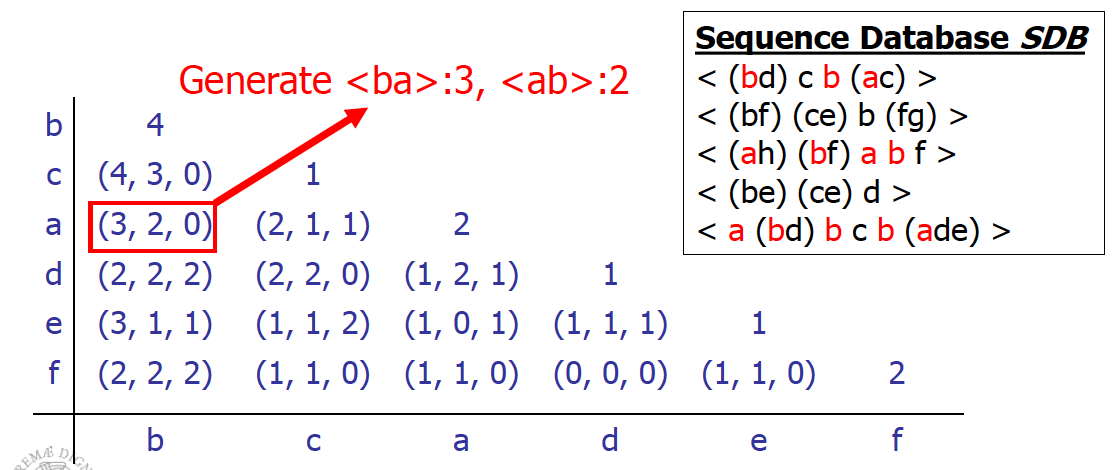 Sequence Database SDB
< (bd) c b (ac) >
< (bf) (ce) b (fg) >
< (ah) (bf) a b f >
< (be) (ce) d >
< a (bd) b c b (ade) >
Generate <ba>:3, <ab>:2
b 4
c (4, 3, 0) 1
a (3, 2, 0) (2, 1, 1) 2
d (2, 2, 2) (2, 2, 0) (1, 2, 1) 1
e (3, 1, 1) (1, 1, 2) (1, 0, 1) (1, 1, 1) 1
f (2, 2, 2) (1, 1, 0) (1, 1, 0) (0, 0, 0) (1, 1, 0) 2
b c a d e f